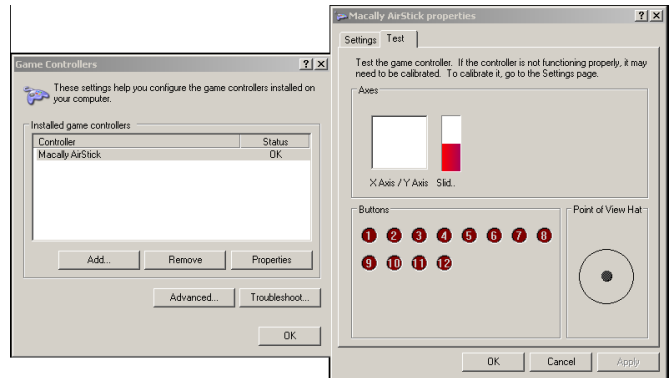 Game Controllers
These settings help you configure the game controllers installed on
your computer.
Installed game controllers
Controller Status
Macally AirStick OK
Add... Remove Properties
Advanced... Troubleshoot...
OK
Macally AirStick properties
Settings Test
Test the game controller. If the controller is not functioning properly, it may
need to be calibrated. To calibrate it, go to the Settings page.
Axes
X Axis / Y Axis Slid..
Buttons
1 2 3 4 5 6 7 8
9 10 11 12
Point of View Hat
OK Cancel Apply